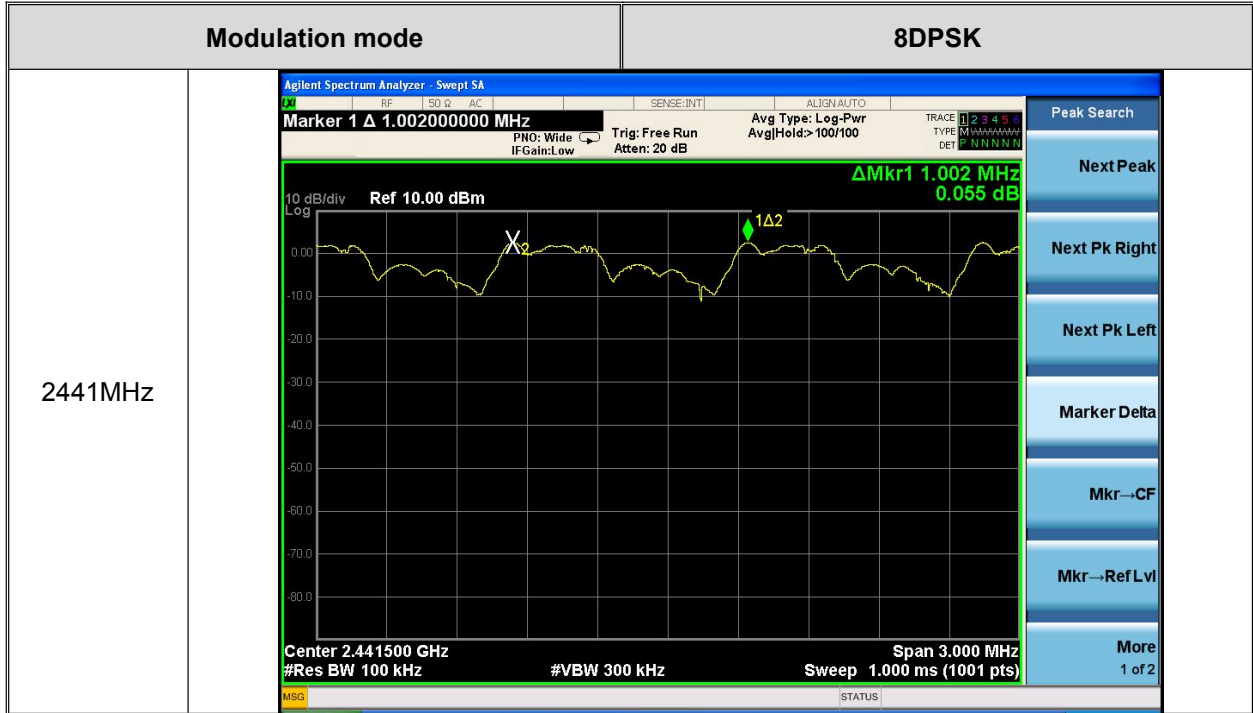 Modulation mode 8DPSK
2441MHz
Agilent Spectrum Analyzer - Swept SA
LXI RF 50 Ω AC SENSE:INT ALIGN AUTO
Marker 1 Δ 1.002000000 MHz
PNO: Wide
IFGain:Low
Trig: Free Run
Atten: 20 dB
Avg Type: Log-Pwr
Avg|Hold:>100/100
TRACE 1 2 3 4 5 6
TYPE M
DET P N N N N N
ΔMkr1 1.002 MHz
0.055 dB
10 dB/div Ref 10.00 dBm
Log
1Δ2
X2
0.00
-10.0
-20.0
-30.0
-40.0
-50.0
-60.0
-70.0
-80.0
Center 2.441500 GHz Span 3.000 MHz
#Res BW 100 kHz #VBW 300 kHz Sweep 1.000 ms (1001 pts)
MSG STATUS
Peak Search
Next Peak
Next Pk Right
Next Pk Left
Marker Delta
Mkr→CF
Mkr→Ref Lvl
More
1 of 2